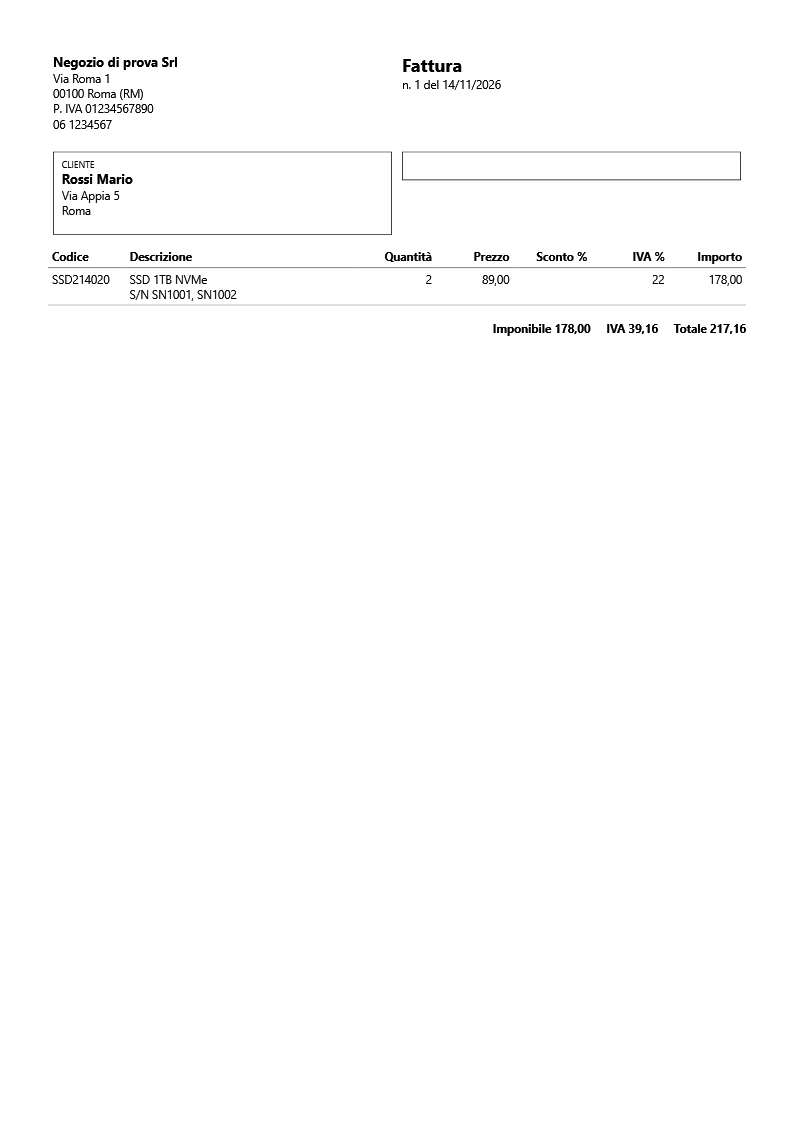 Negozio di prova Srl
Via Roma 1
00100 Roma (RM)
P. IVA 01234567890
06 1234567
Fattura
n. 1 del 14/11/2026
CLIENTE
Rossi Mario
Via Appia 5
Roma
Codice Descrizione Quantità Prezzo Sconto % IVA % Importo
SSD214020 SSD 1TB NVMe 2 89,00 22 178,00
S/N SN1001, SN1002
Imponibile 178,00 IVA 39,16 Totale 217,16